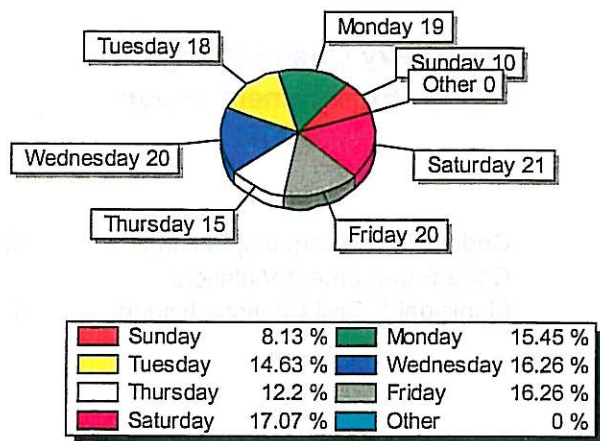 Monday 19
Tuesday 18
Sunday 10
Other 0
Wednesday 20
Saturday 21
Thursday 15
Friday 20
Sunday 8.13 % Monday 15.45 %
Tuesday 14.63 % Wednesday 16.26 %
Thursday 12.2 % Friday 16.26 %
Saturday 17.07 % Other 0 %